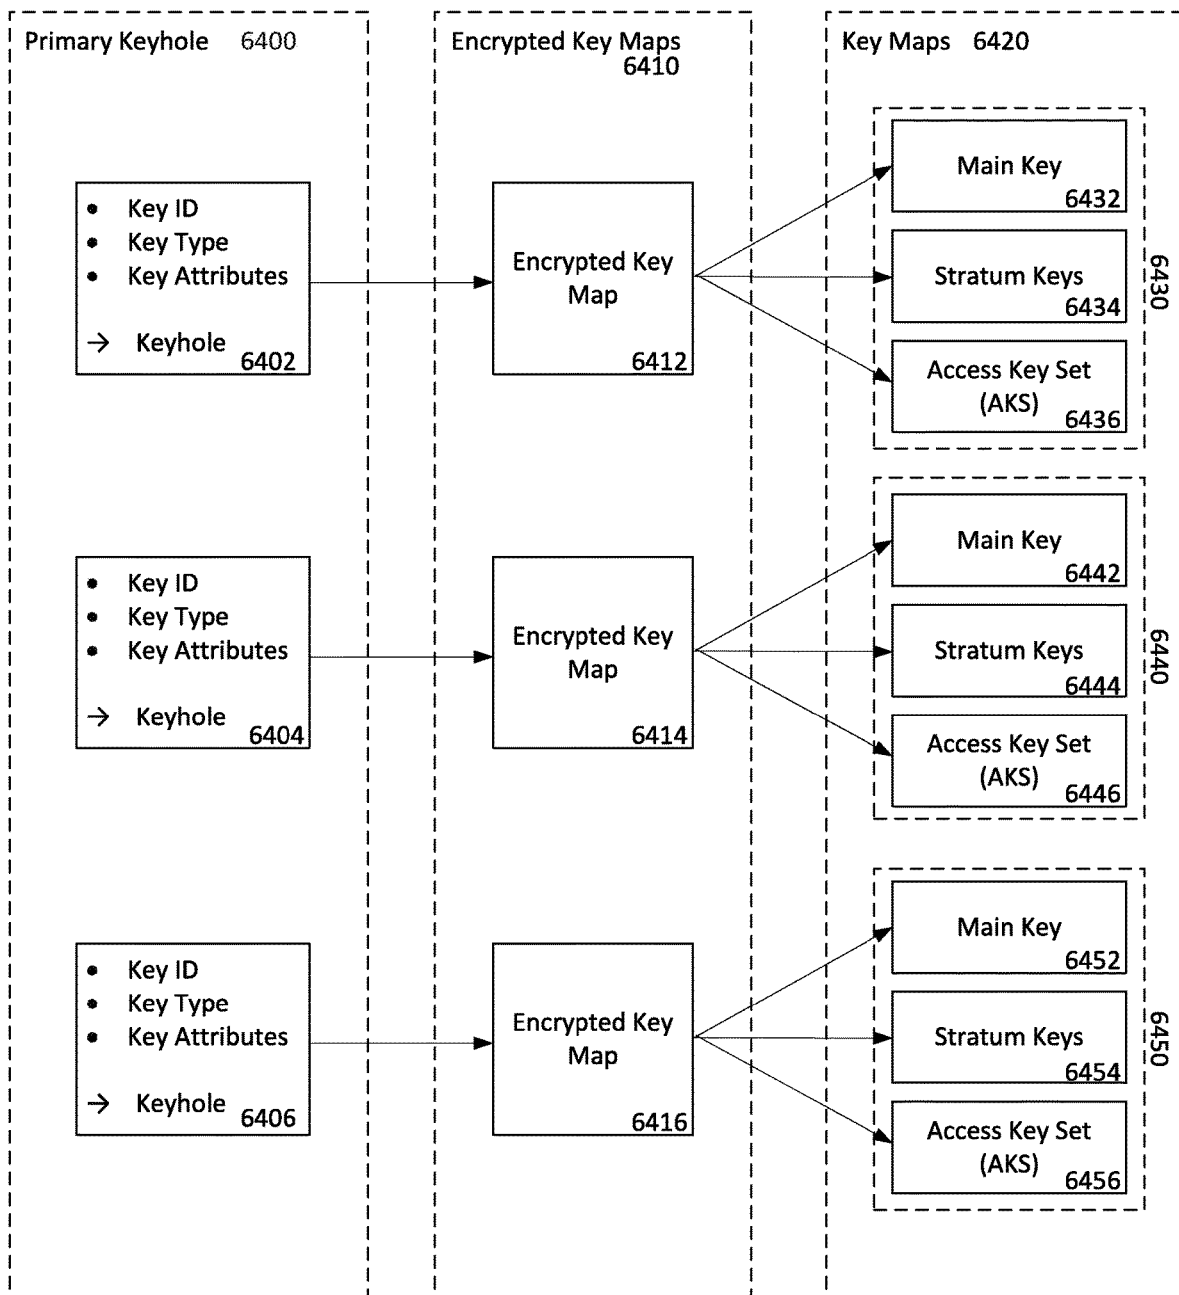 Primary Keyhole 6400
Encrypted Key Maps
6410
Key Maps 6420
• Key ID
• Key Type
• Key Attributes
→ Keyhole
6402
Encrypted Key
Map
6412
Main Key
6432
Stratum Keys
6434
Access Key Set
(AKS)
6436
6430
• Key ID
• Key Type
• Key Attributes
→ Keyhole
6404
Encrypted Key
Map
6414
Main Key
6442
Stratum Keys
6444
Access Key Set
(AKS)
6446
6440
• Key ID
• Key Type
• Key Attributes
→ Keyhole
6406
Encrypted Key
Map
6416
Main Key
6452
Stratum Keys
6454
Access Key Set
(AKS)
6456
6450